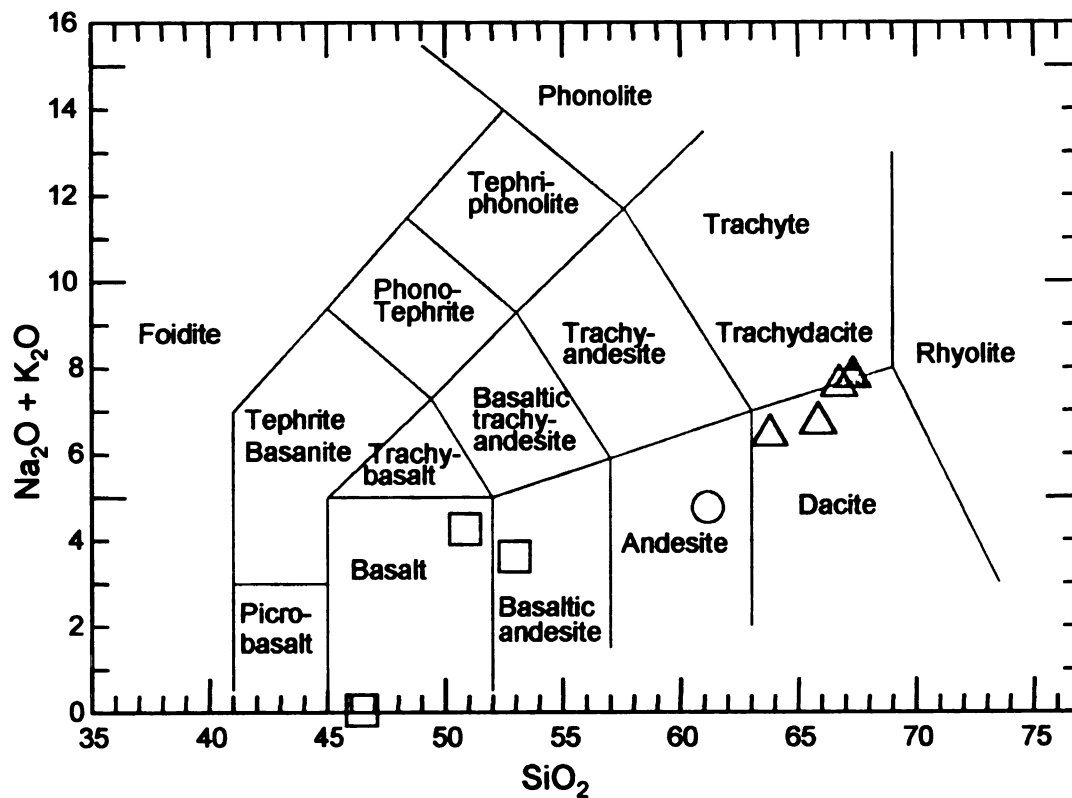 16
14
12
10
8
6
4
2
0
Na₂O + K₂O
Phonolite
Tephri-
phonolite
Trachyte
Phono-
Tephrite
Foidite
Trachy-
andesite
Trachydacite
Rhyolite
Basaltic
trachy-
andesite
Tephrite
Basanite
Trachy-
basalt
Dacite
Andesite
Basalt
Basaltic
andesite
Picro-
basalt
35 40 45 50 55 60 65 70 75
SiO₂